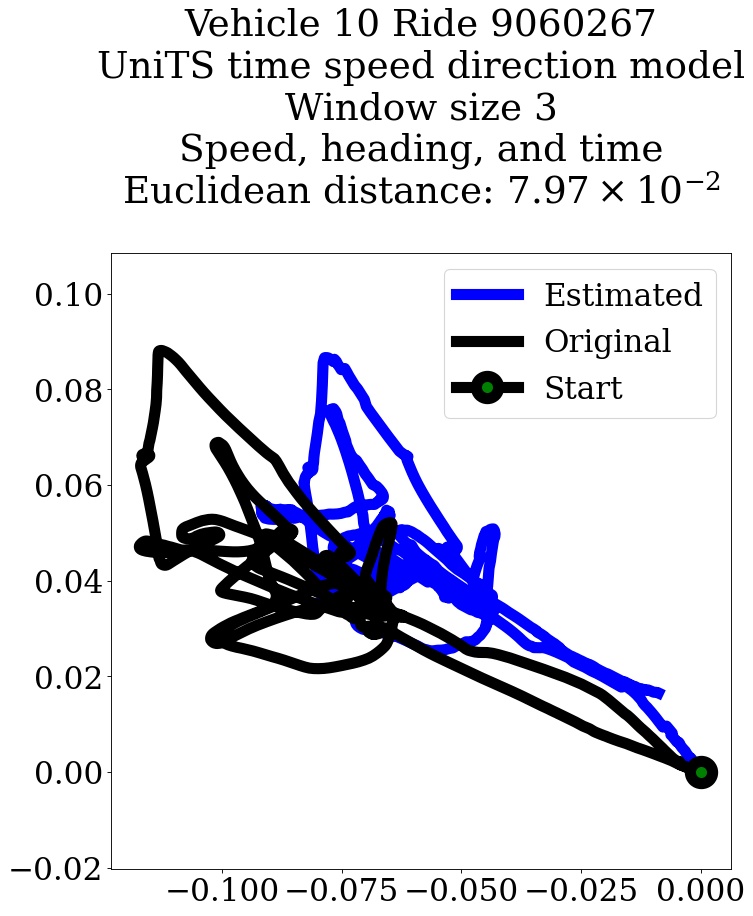 Vehicle 10 Ride 9060267
UniTS time speed direction model
Window size 3
Speed, heading, and time
Euclidean distance: 7.97 × 10⁻²
Estimated
Original
Start
0.10
0.08
0.06
0.04
0.02
0.00
−0.02
−0.100 −0.075 −0.050 −0.025 0.000